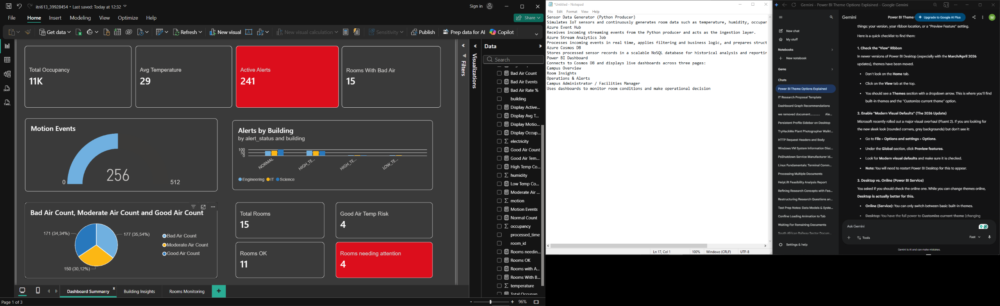 itri613_39928454 • Last saved: Today at 12:32
Sign in
File
Home
Insert
Modeling
View
Optimize
Help
Share
Get data
Refresh
New visual
New visual calculation
Sensitivity
Publish
Prep data for AI
Copilot
Total Occupancy
11K
Avg Temperature
29
Active Alerts
241
Rooms With Bad Air
15
Motion Events
256
0
512
Alerts by Building
by alert_status and building
100
50
0
NORMAL
HIGH_TE...
HIGH_TE...
LOW_TE...
Engineering
IT
Science
Bad Air Count, Moderate Air Count and Good Air Count
171 (34,34%)
177 (35,54%)
150 (30,12%)
Bad Air Count
Moderate Air Count
Good Air Count
Total Rooms
15
Good Air Temp Risk
4
Rooms OK
11
Rooms needing attention
4
Filters
Visualizations
Data
Search
Bad Air Count
Bad Air Events
Bad Air Rate %
building
Display Active...
Display Avg T...
Display Motio...
Display Occup...
electricity
Good Air Count
Good Air Tem...
High Temp Co...
humidity
Low Temp Co...
Moderate Air ...
motion
Motion Events
Normal Count
occupancy
processed_time
room_id
Rooms needin...
Rooms OK
Rooms with A...
Rooms With B...
temperature
Total Occupan
Dashboard Summarry
x
Building Insights
Rooms Monitoring
+
Page 1 of 3
- + 96%
*Untitled - Notepad
File Edit Format View Help
Sensor Data Generator (Python Producer)
Simulates IoT sensors and continuously generates room data such as temperature, humidity, occupan
Azure Event Hub
Receives incoming streaming events from the Python producer and acts as the ingestion layer.
Azure Stream Analytics Job
Processes incoming events in real time, applies filtering and business logic, and prepares struct
Azure Cosmos DB
Stores processed sensor records in a scalable NoSQL database for historical analysis and reportin
Power BI Dashboard
Connects to Cosmos DB and displays live dashboards across three pages:
Campus Overview
Room Insights
Operations & Alerts
Campus Administrator / Facilities Manager
Uses dashboards to monitor room conditions and make operational decision
Ln 17, Col 1
100%
Windows (CRLF)
UTF-8
Gemini - Power BI Theme Options Explained - Google Gemini
Gemini
Power BI Theme
Upgrade to Google AI Plus
M
New chat
My stuff
Notebooks
New notebook
Gems
Chats
Power BI Theme Options Explained
IT Research Proposal Template
Dashboard Graph Recommendations
we removed document............. Ale...
Persistent Profile Sidebar on Desktop
TryHackMe Plant Photographer Walkt...
HTTP Request Headers and Body
Windows VM System Information Disc...
PsShutdown Service Manufacturer Id...
Linux Fundamentals: Terminal Comm...
Processing Multiple Documents
HelpLift Feasibility Analysis Report
Refining Research Concepts with Fee...
Restructuring Research Questions an...
Test Prep Notes: Data Models & Syste...
Confine Loading Animation to Tab
Waiting For Remaining Documents
South African Railway Sector Docum...
Settings & help
things: your version, your ribbon location, or a "Preview Feature" setting.
Here is a quick checklist to find them:
1. Check the "View" Ribbon
In newer versions of Power BI Desktop (especially with the March/April 2026
updates), themes have been moved.
• Don't look on the Home tab.
• Click on the View tab at the top.
• You should see a Themes section with a dropdown arrow. This is where you'll find
built-in themes and the "Customize current theme" option.
2. Enable "Modern Visual Defaults" (The 2026 Update)
Microsoft recently rolled out a major visual overhaul (Fluent 2). If you are looking for
the new sleek look (rounded corners, grey backgrounds) but don't see it:
• Go to File > Options and settings > Options.
• Under the Global section, click Preview features.
• Look for Modern visual defaults and make sure it is checked.
• Note: You will need to restart Power BI Desktop for this to appear.
3. Desktop vs. Online (Power BI Service)
You asked if you should check the online one. While you can change themes online,
Desktop is actually better for this.
• Online (Service): You can only switch between basic built-in themes.
• Desktop: You have the full power to Customize current theme (changing
Ask Gemini
Tools
Fast
Gemini is AI and can make mistakes.